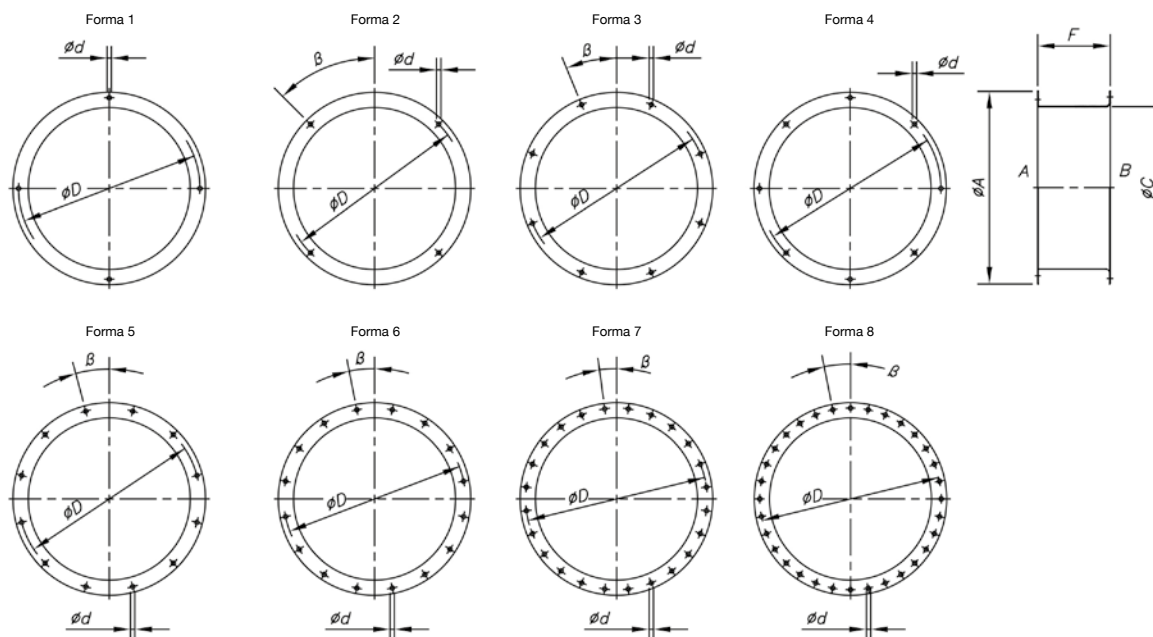 Forma 1
Forma 2
Forma 3
Forma 4
ød
β
ød
β
ød
ød
F
øD
øD
øD
øD
øA
A
B
øC
Forma 5
Forma 6
Forma 7
Forma 8
β
β
β
β
øD
øD
øD
øD
ød
ød
ød
ød